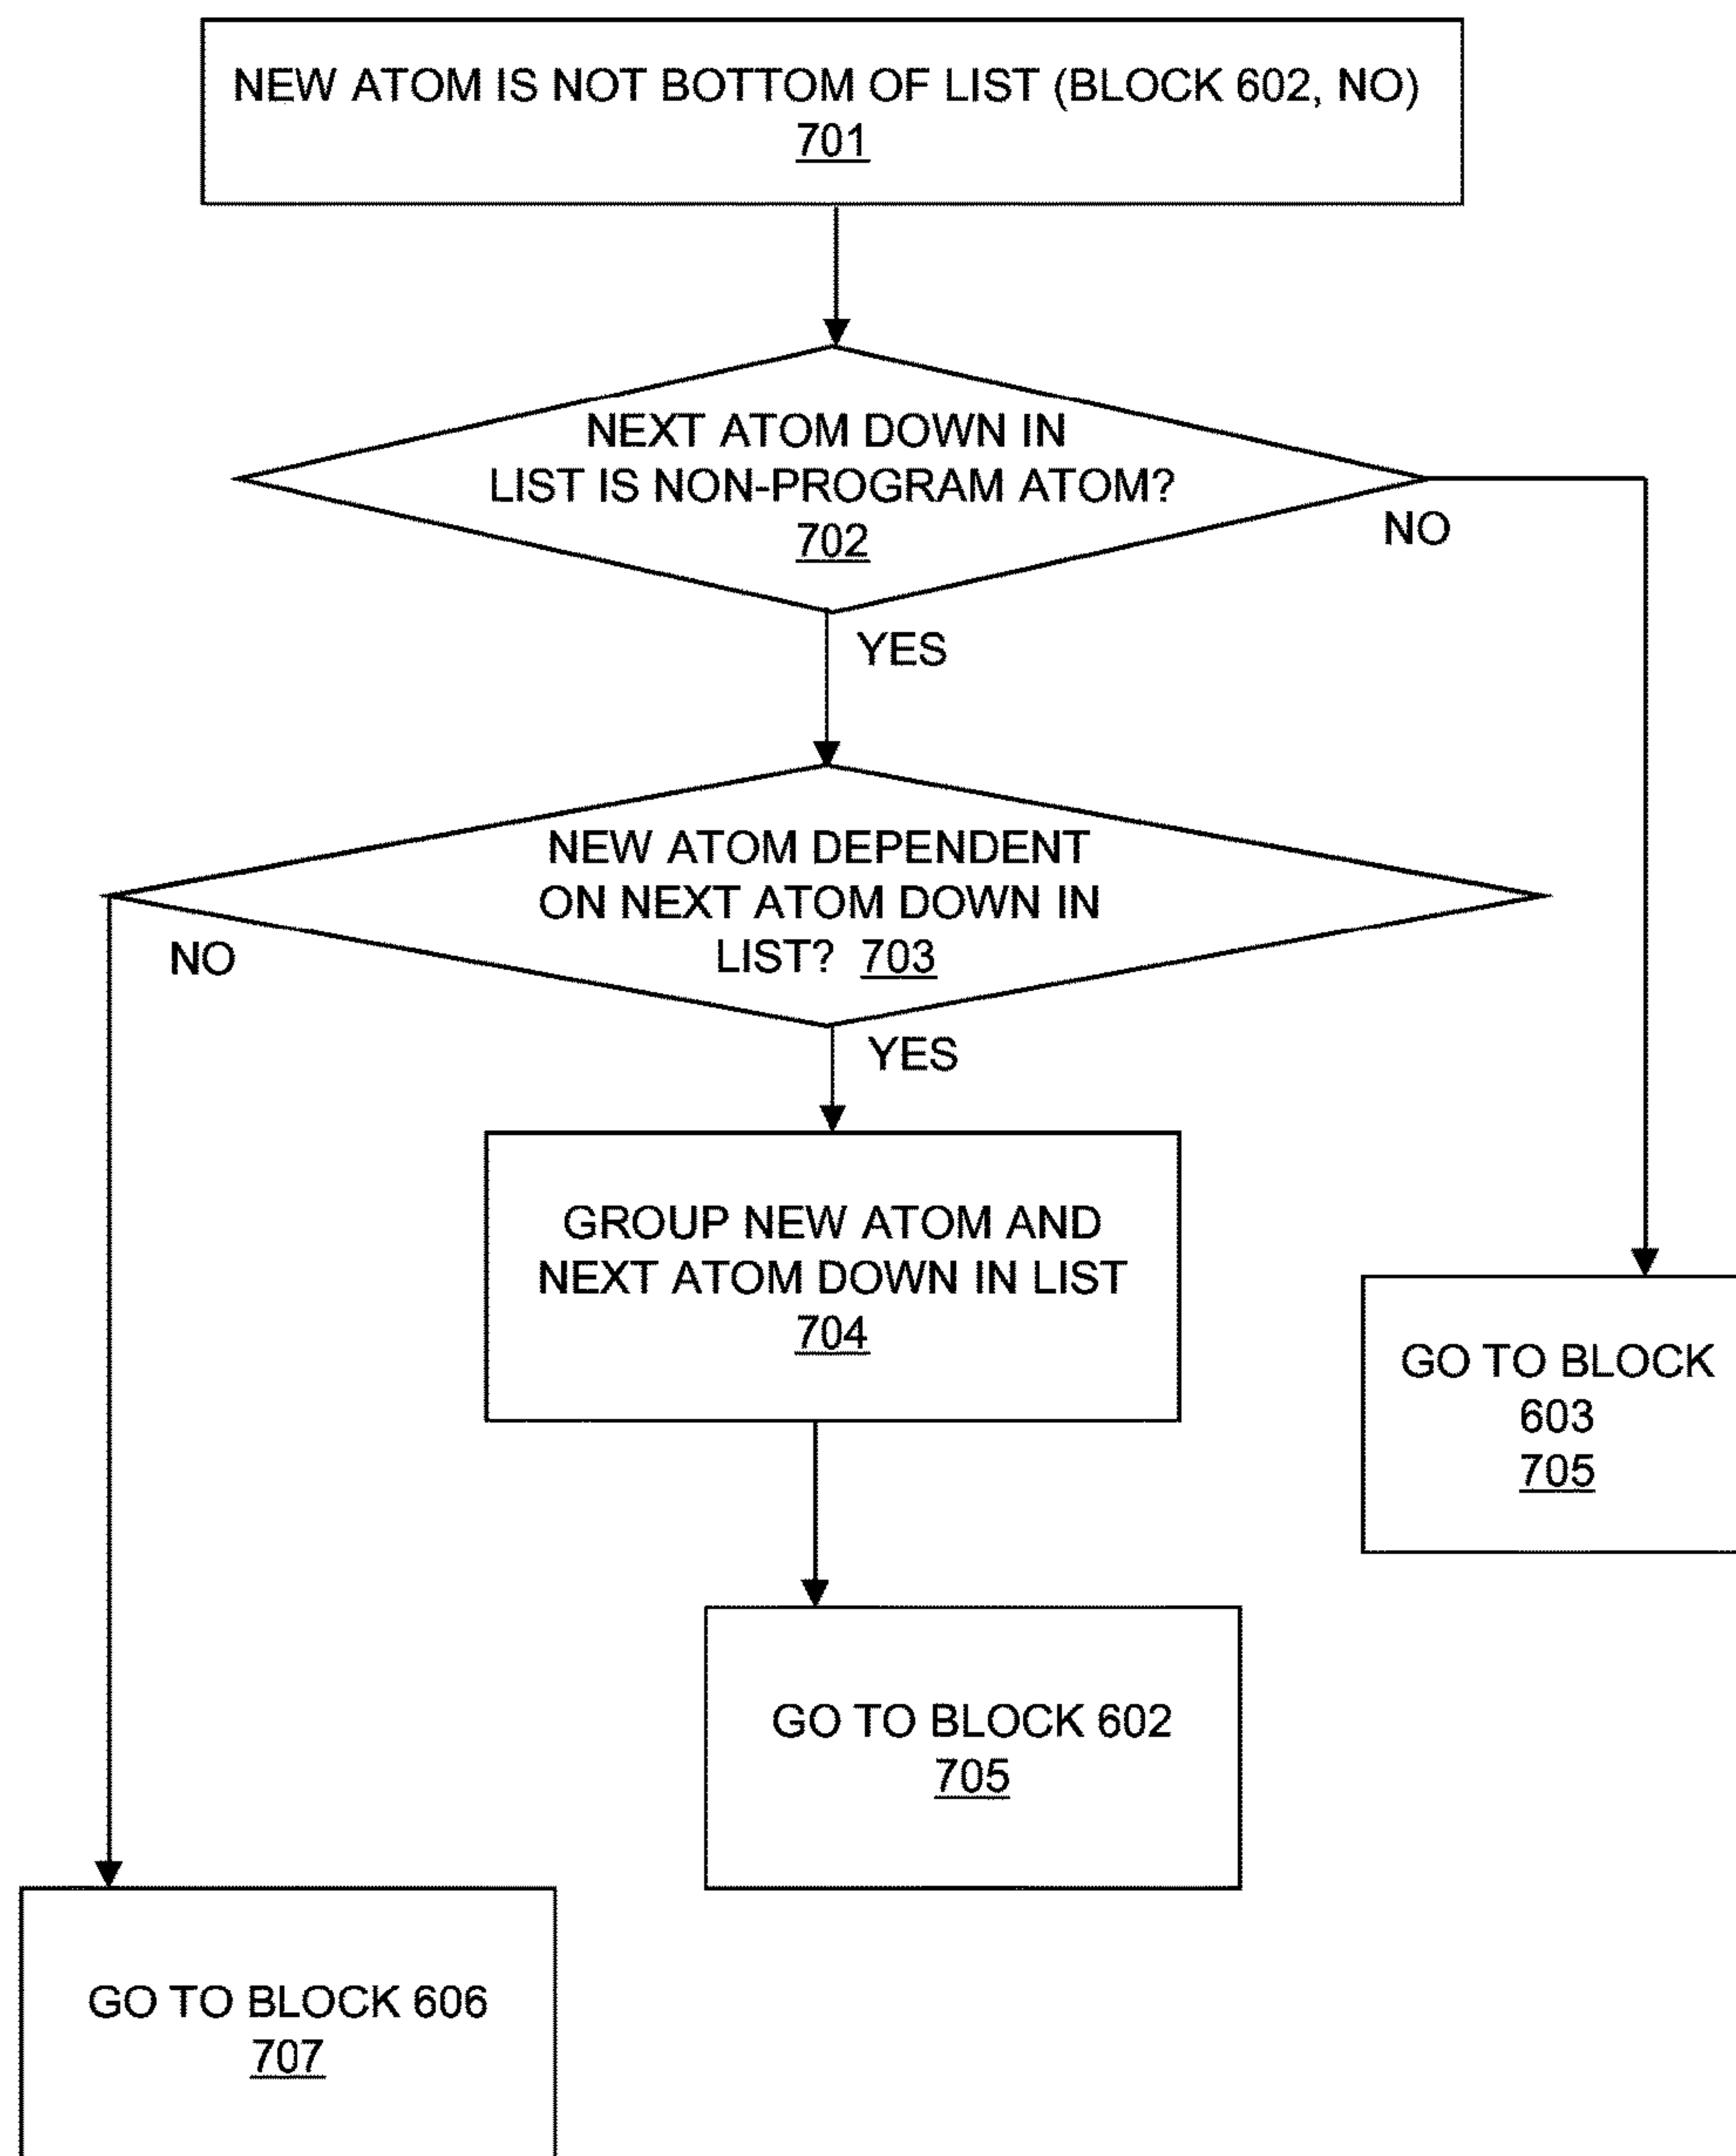 NEW ATOM IS NOT BOTTOM OF LIST (BLOCK 602, NO)
701
NEXT ATOM DOWN IN
LIST IS NON-PROGRAM ATOM?
702
NO
YES
NEW ATOM DEPENDENT
ON NEXT ATOM DOWN IN
LIST? 703
NO
YES
GROUP NEW ATOM AND
NEXT ATOM DOWN IN LIST
704
GO TO BLOCK
603
705
GO TO BLOCK 602
705
GO TO BLOCK 606
707